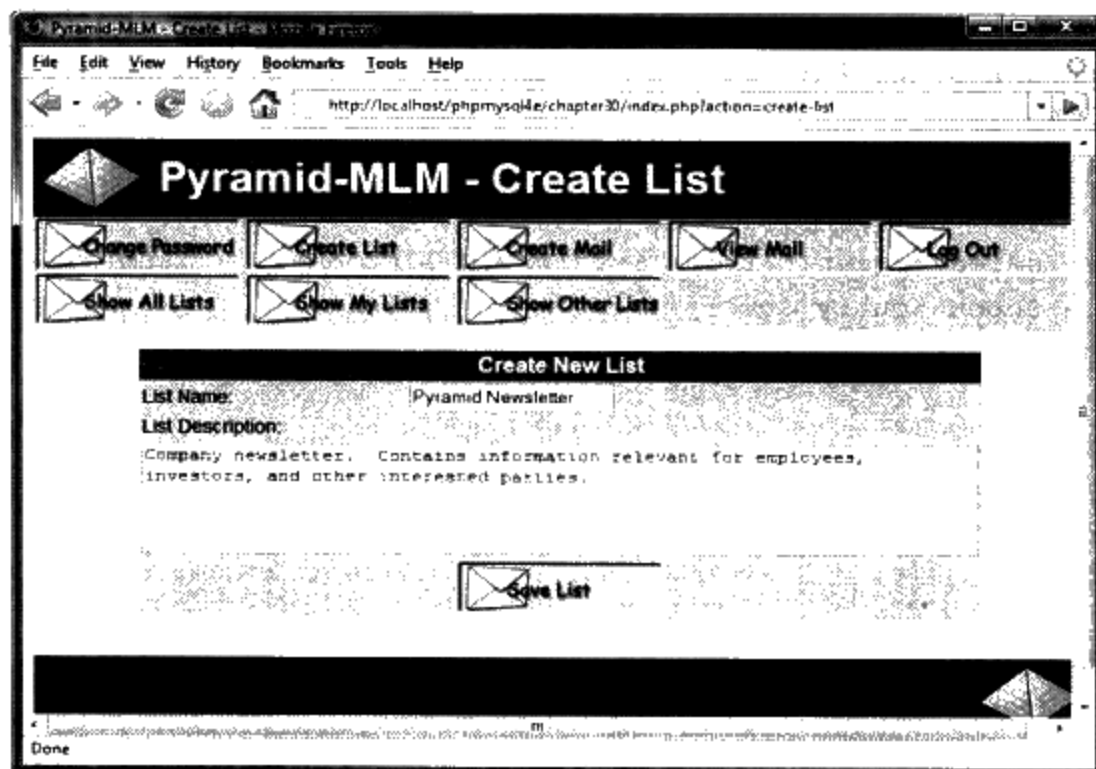 Pyramid-MLM - Create List - Mozilla Firefox
File Edit View History Bookmarks Tools Help
http://localhost/phpmysql4e/chapter30/index.php?action=create-list
Pyramid-MLM - Create List
Change Password Create List Create Mail View Mail Log Out
Show All Lists Show My Lists Show Other Lists
Create New List
List Name: Pyramid Newsletter
List Description:
Company newsletter. Contains information relevant for employees,
investors, and other interested parties.
Save List
Done